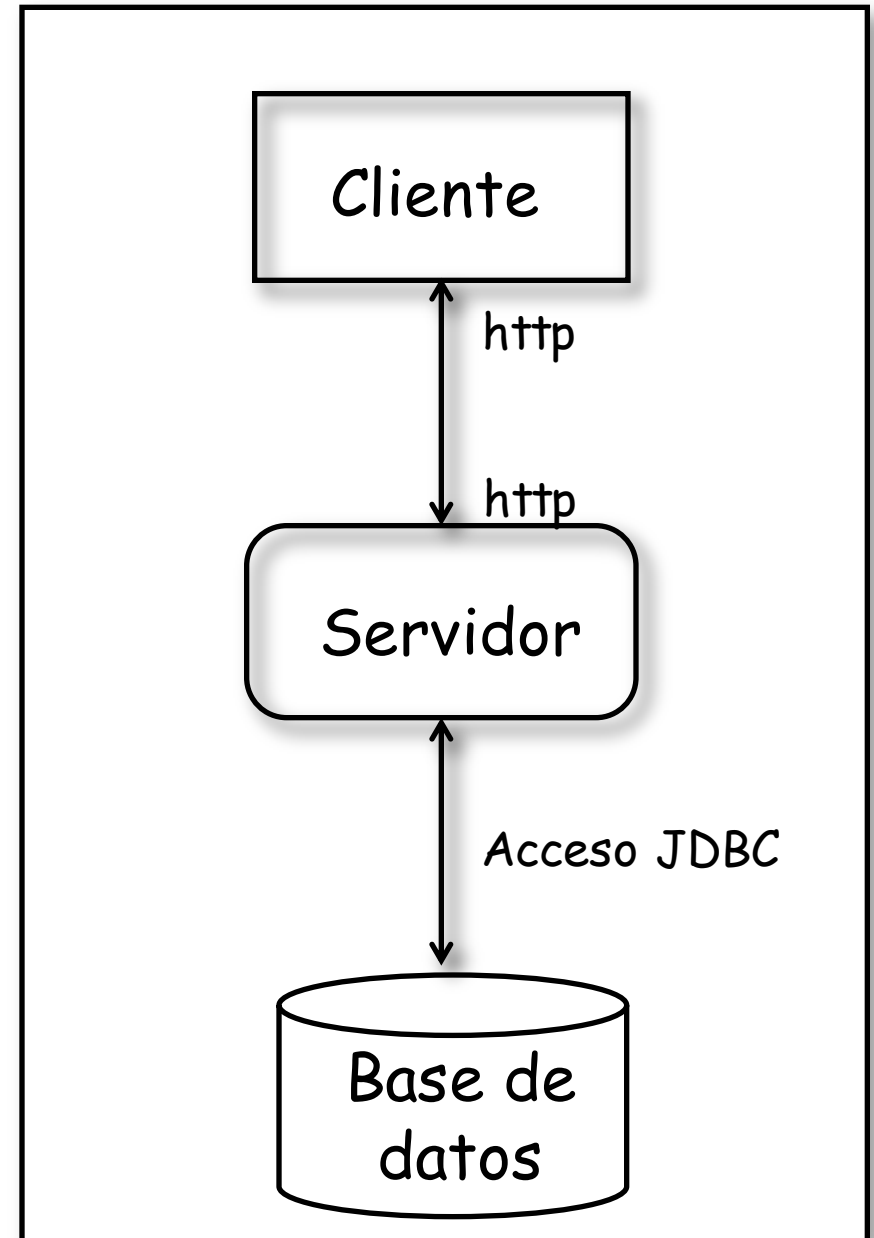 Cliente
http
http
Servidor
Acceso JDBC
Base de
datos